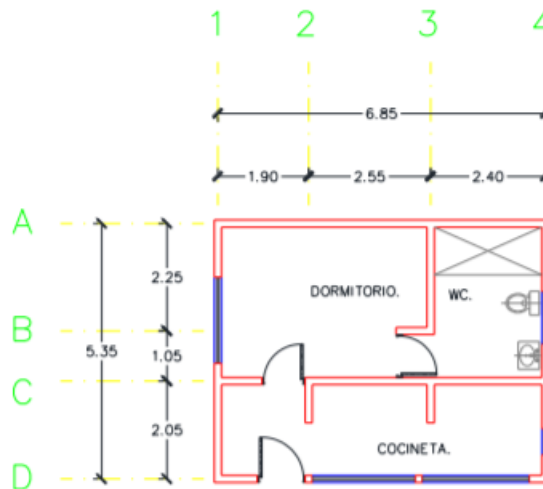 1 2 3 4
6.85
1.90 2.55 2.40
A
2.25
DORMITORIO. WC.
B
5.35 1.05
C
2.05
COCINETA.
D